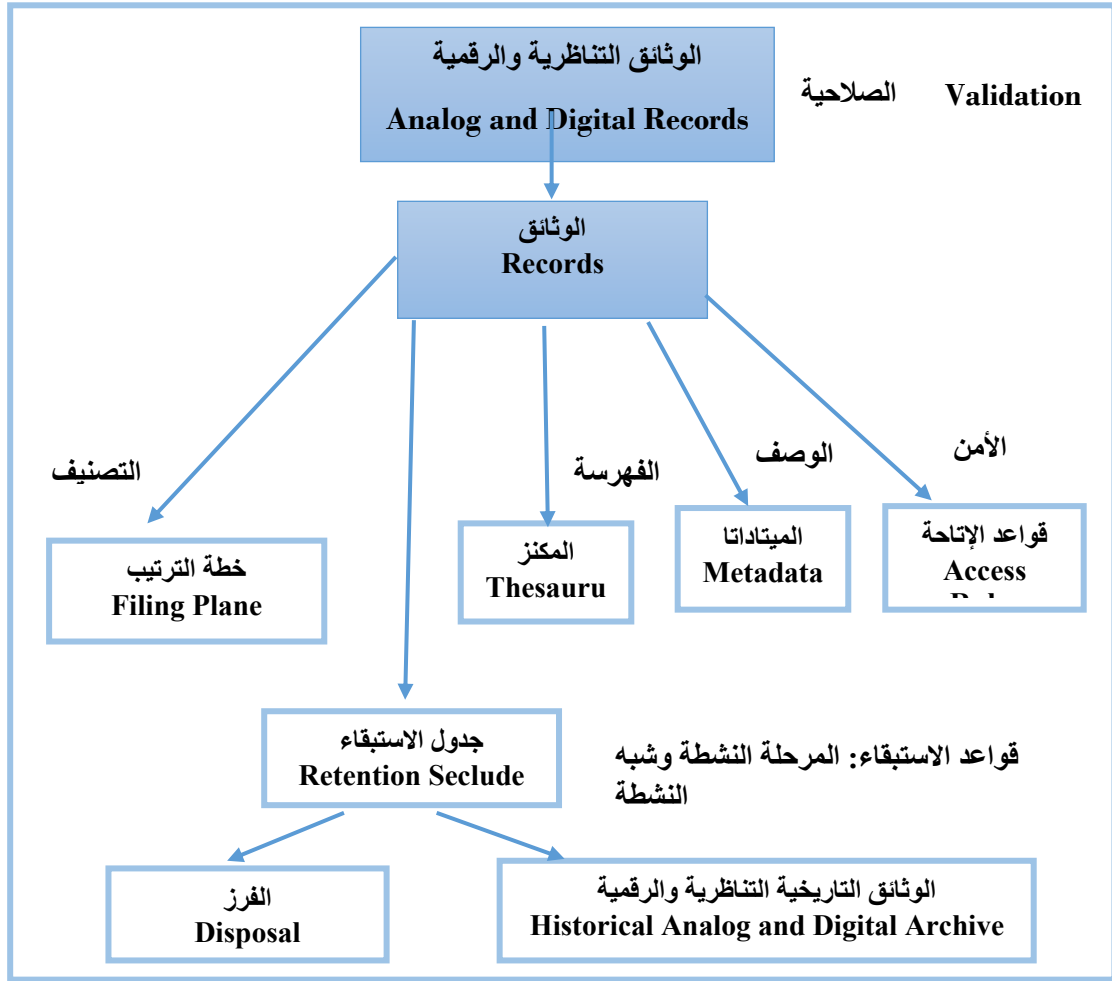 الوثائق التناظرية والرقمية
Analog and Digital Records
الصلاحية Validation
الوثائق
Records
الأمن
الوصف
الفهرسة
التصنيف
قواعد الإتاحة
Access
الميتاداتا
Metadata
المكنز
Thesauru
خطة الترتيب
Filing Plane
جدول الاستبقاء
Retention Seclude
قواعد الاستبقاء: المرحلة النشطة وشبه
النشطة
الوثائق التاريخية التناظرية والرقمية
Historical Analog and Digital Archive
الفرز
Disposal